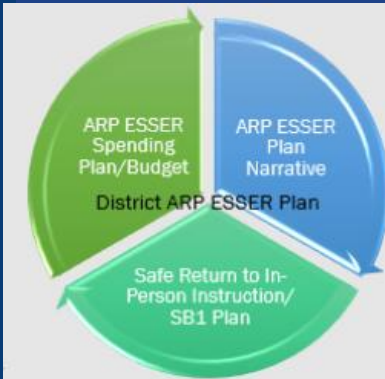 ARP ESSER
Spending
Plan/Budget
ARP ESSER
Plan
Narrative
District ARP ESSER Plan
Safe Return to In-
Person Instruction/
SB1 Plan